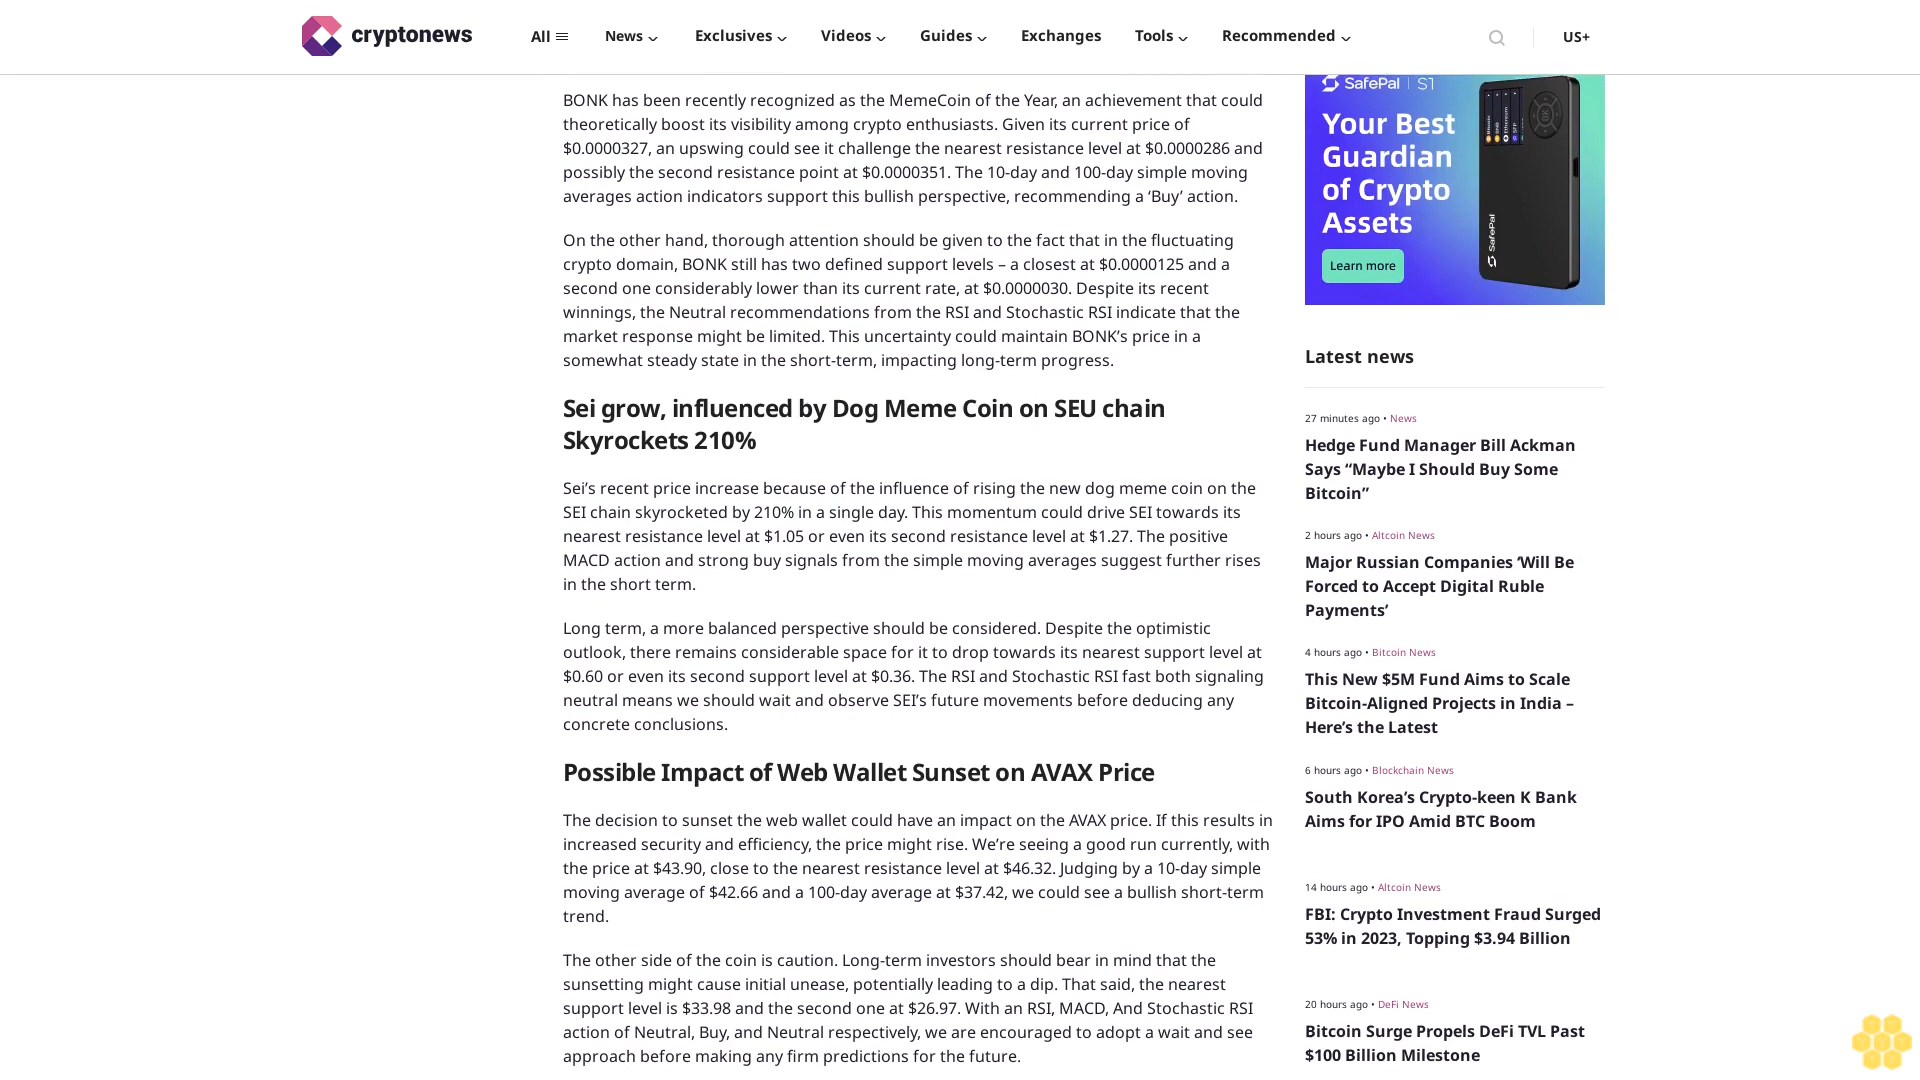 cryptonews
All
News
Exclusives
Videos
Guides
Exchanges
Tools
Recommended
US+
BONK has been recently recognized as the MemeCoin of the Year, an achievement that could
theoretically boost its visibility among crypto enthusiasts. Given its current price of
$0.0000327, an upswing could see it challenge the nearest resistance level at $0.0000286 and
possibly the second resistance point at $0.0000351. The 10-day and 100-day simple moving
averages action indicators support this bullish perspective, recommending a ‘Buy’ action.
On the other hand, thorough attention should be given to the fact that in the fluctuating
crypto domain, BONK still has two defined support levels – a closest at $0.0000125 and a
second one considerably lower than its current rate, at $0.0000030. Despite its recent
winnings, the Neutral recommendations from the RSI and Stochastic RSI indicate that the
market response might be limited. This uncertainty could maintain BONK’s price in a
somewhat steady state in the short-term, impacting long-term progress.
Sei grow, influenced by Dog Meme Coin on SEU chain
Skyrockets 210%
Sei’s recent price increase because of the influence of rising the new dog meme coin on the
SEI chain skyrocketed by 210% in a single day. This momentum could drive SEI towards its
nearest resistance level at $1.05 or even its second resistance level at $1.27. The positive
MACD action and strong buy signals from the simple moving averages suggest further rises
in the short term.
Long term, a more balanced perspective should be considered. Despite the optimistic
outlook, there remains considerable space for it to drop towards its nearest support level at
$0.60 or even its second support level at $0.36. The RSI and Stochastic RSI fast both signaling
neutral means we should wait and observe SEI’s future movements before deducing any
concrete conclusions.
Possible Impact of Web Wallet Sunset on AVAX Price
The decision to sunset the web wallet could have an impact on the AVAX price. If this results in
increased security and efficiency, the price might rise. We’re seeing a good run currently, with
the price at $43.90, close to the nearest resistance level at $46.32. Judging by a 10-day simple
moving average of $42.66 and a 100-day average at $37.42, we could see a bullish short-term
trend.
The other side of the coin is caution. Long-term investors should bear in mind that the
sunsetting might cause initial unease, potentially leading to a dip. That said, the nearest
support level is $33.98 and the second one at $26.97. With an RSI, MACD, And Stochastic RSI
action of Neutral, Buy, and Neutral respectively, we are encouraged to adopt a wait and see
approach before making any firm predictions for the future.
SafePal | S1
Your Best
Guardian
of Crypto
Assets
Learn more
SafePal
Latest news
27 minutes ago • News
Hedge Fund Manager Bill Ackman
Says “Maybe I Should Buy Some
Bitcoin”
2 hours ago • Altcoin News
Major Russian Companies ‘Will Be
Forced to Accept Digital Ruble
Payments’
4 hours ago • Bitcoin News
This New $5M Fund Aims to Scale
Bitcoin-Aligned Projects in India –
Here’s the Latest
6 hours ago • Blockchain News
South Korea’s Crypto-keen K Bank
Aims for IPO Amid BTC Boom
14 hours ago • Altcoin News
FBI: Crypto Investment Fraud Surged
53% in 2023, Topping $3.94 Billion
20 hours ago • DeFi News
Bitcoin Surge Propels DeFi TVL Past
$100 Billion Milestone